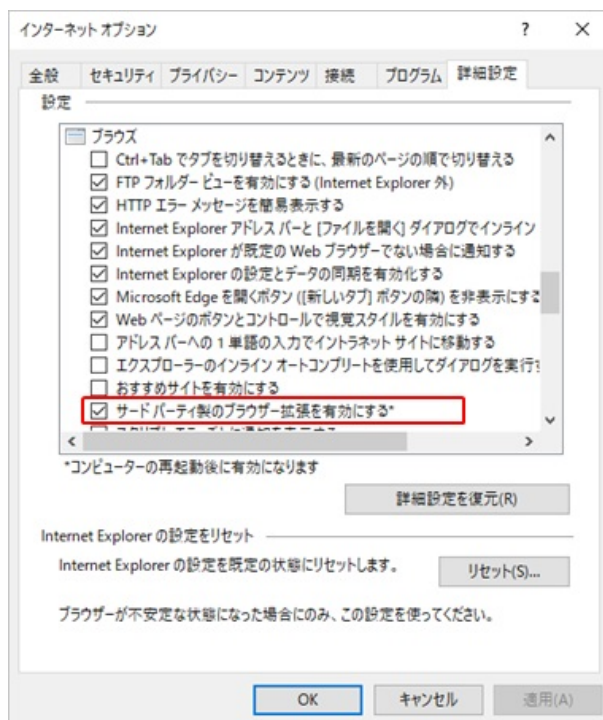 インターネット オプション
全般 セキュリティ プライバシー コンテンツ 接続 プログラム 詳細設定
設定
ブラウズ
Ctrl+Tab でタブを切り替えるときに、最新のページの順で切り替える
FTP フォルダー ビューを有効にする (Internet Explorer 外)
HTTP エラー メッセージを簡易表示する
Internet Explorer アドレス バーと [ファイルを開く] ダイアログでインライン
Internet Explorer が既定の Web ブラウザーでない場合に通知する
Internet Explorer の設定とデータの同期を有効化する
Microsoft Edge を開くボタン ([新しいタブ] ボタンの隣) を非表示にする
Web ページのボタンとコントロールで視覚スタイルを有効にする
アドレス バーへの 1 単語の入力でイントラネット サイトに移動する
エクスプローラーのインライン オートコンプリートを使用してダイアログを実行す
おすすめサイトを有効にする
サード パーティ製のブラウザー拡張を有効にする*
*コンピューターの再起動後に有効になります
詳細設定を復元(R)
Internet Explorer の設定をリセット
Internet Explorer の設定を既定の状態にリセットします。
リセット(S)...
ブラウザーが不安定な状態になった場合にのみ、この設定を使ってください。
OK キャンセル 適用(A)